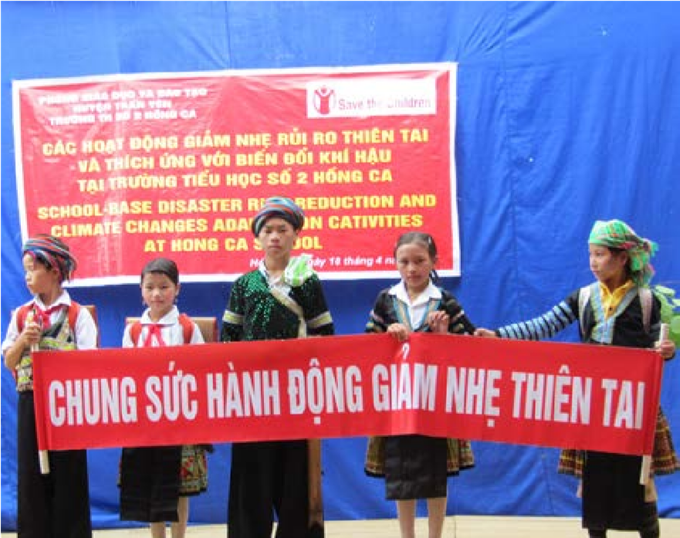 PHÒNG GIÁO DỤC VÀ ĐÀO TẠO
HUYỆN TRẤN YÊN
TRƯỜNG TH SỐ 2 HỒNG CA
Save the Children
CÁC HOẠT ĐỘNG GIẢM NHẸ RỦI RO THIÊN TAI
VÀ THÍCH ỨNG VỚI BIẾN ĐỔI KHÍ HẬU
TẠI TRƯỜNG TIỂU HỌC SỐ 2 HỒNG CA
SCHOOL-BASE DISASTER REDUCTION AND
CLIMATE CHANGES CATIVITIES
AT HONG CA SCHOOL
18 tháng 4
CHUNG SỨC HÀNH ĐỘNG GIẢM NHẸ THIÊN TAI